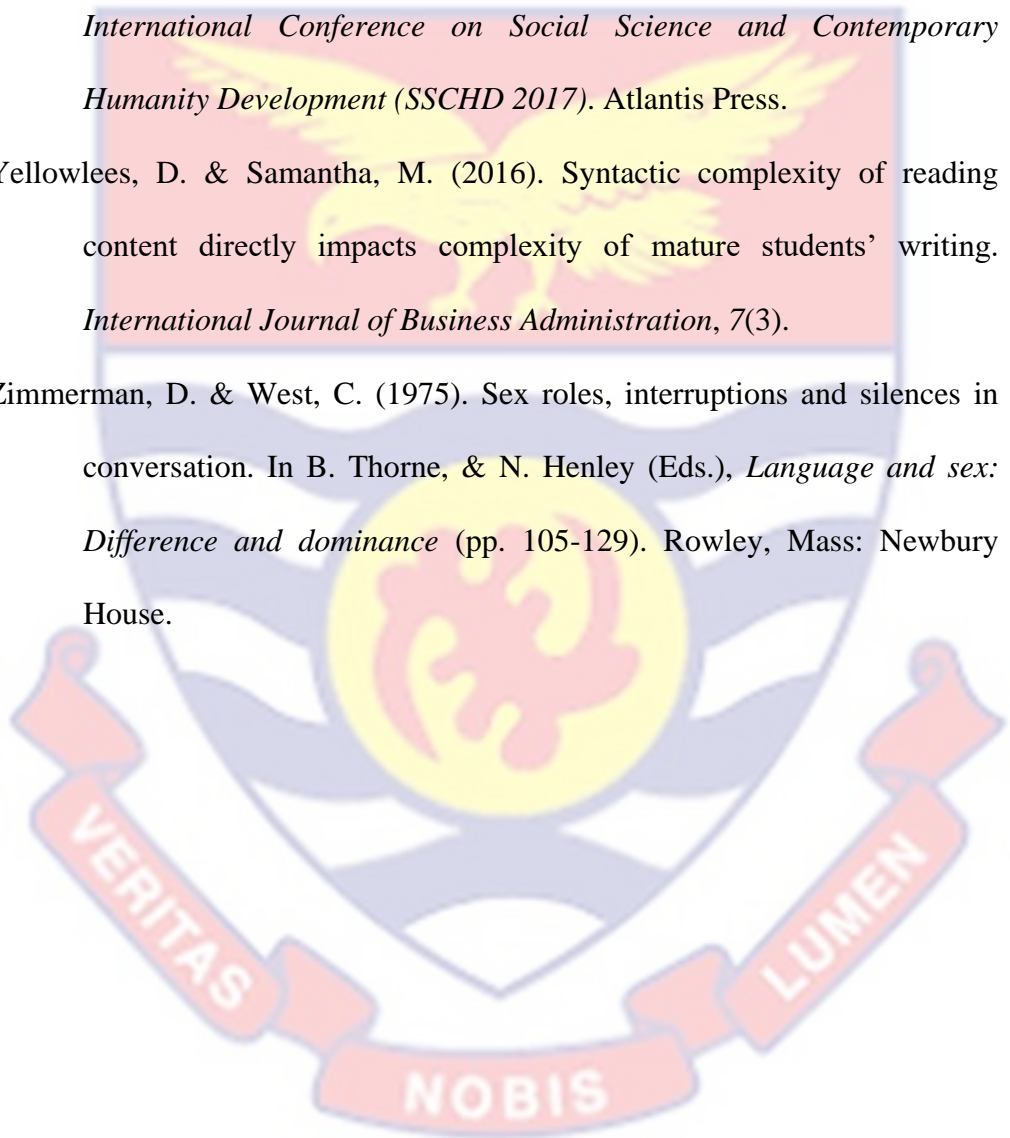 International Conference on Social Science and Contemporary
Humanity Development (SSCHD 2017). Atlantis Press.
Yellowlees, D. & Samantha, M. (2016). Syntactic complexity of reading
content directly impacts complexity of mature students’ writing.
International Journal of Business Administration, 7(3).
Zimmerman, D. & West, C. (1975). Sex roles, interruptions and silences in
conversation. In B. Thorne, & N. Henley (Eds.), Language and sex:
Difference and dominance (pp. 105-129). Rowley, Mass: Newbury
House.
VERITAS
NOBIS
LUMEN